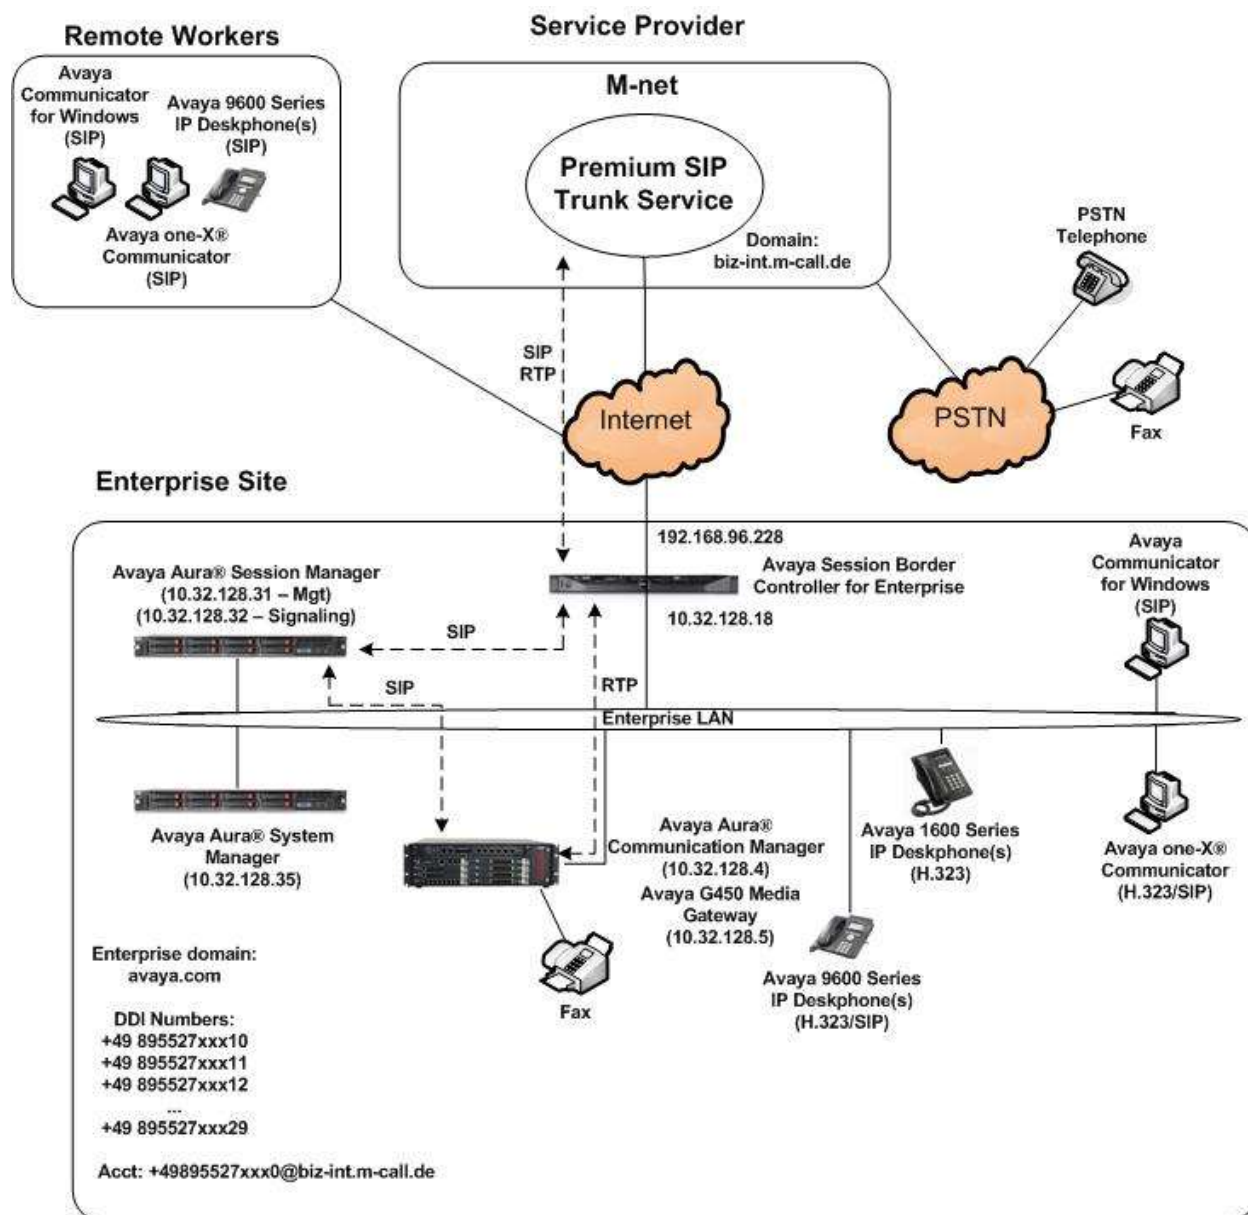 Remote Workers
Avaya
Communicator
for Windows
(SIP)
Avaya 9600 Series
IP Deskphone(s)
(SIP)
Avaya one-X®
Communicator
(SIP)
Service Provider
M-net
Premium SIP
Trunk Service
Domain:
biz-int.m-call.de
PSTN
Telephone
SIP
RTP
Internet
PSTN
Fax
Enterprise Site
192.168.96.228
Avaya Session Border
Controller for Enterprise
10.32.128.18
Avaya Aura® Session Manager
(10.32.128.31 – Mgt)
(10.32.128.32 – Signaling)
SIP
SIP
RTP
Avaya
Communicator
for Windows
(SIP)
Enterprise LAN
Avaya Aura® System
Manager
(10.32.128.35)
Avaya Aura®
Communication Manager
(10.32.128.4)
Avaya G450 Media
Gateway
(10.32.128.5)
Avaya 1600 Series
IP Deskphone(s)
(H.323)
Avaya one-X®
Communicator
(H.323/SIP)
Fax
Avaya 9600 Series
IP Deskphone(s)
(H.323/SIP)
Enterprise domain:
avaya.com
DDI Numbers:
+49 895527xxx10
+49 895527xxx11
+49 895527xxx12
...
+49 895527xxx29
Acct: +49895527xxx0@biz-int.m-call.de